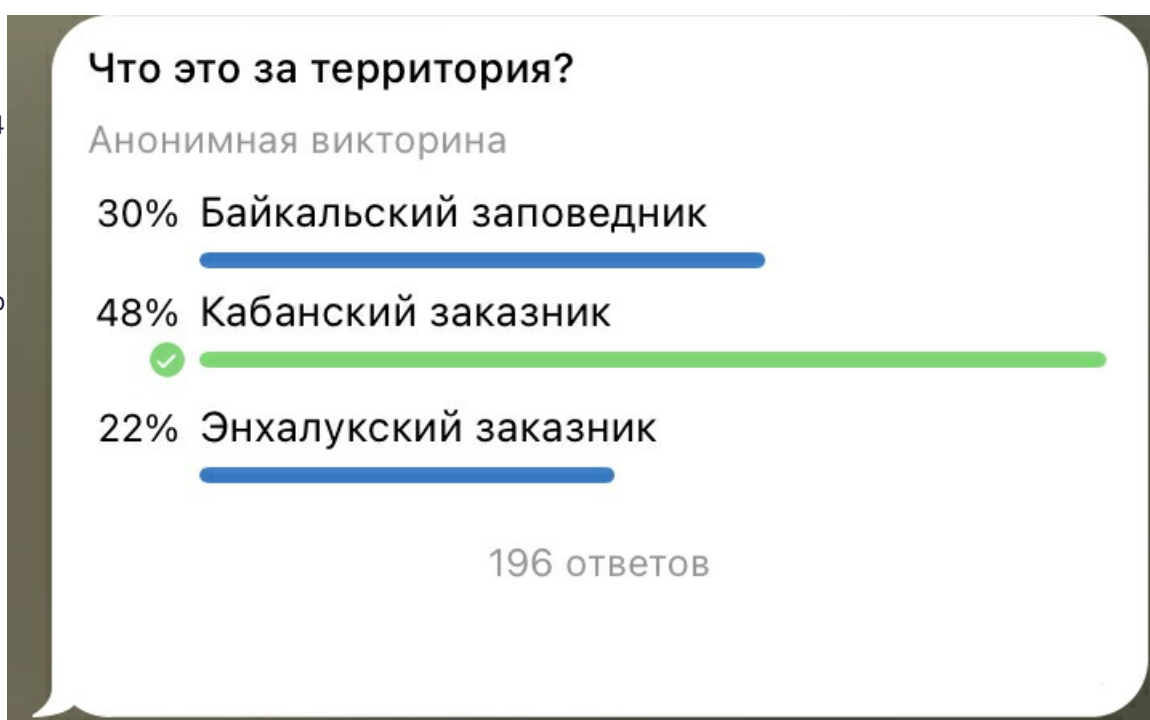 Что это за территория?
Анонимная викторина
30% Байкальский заповедник
48% Кабанский заказник
22% Энхалукский заказник
196 ответов